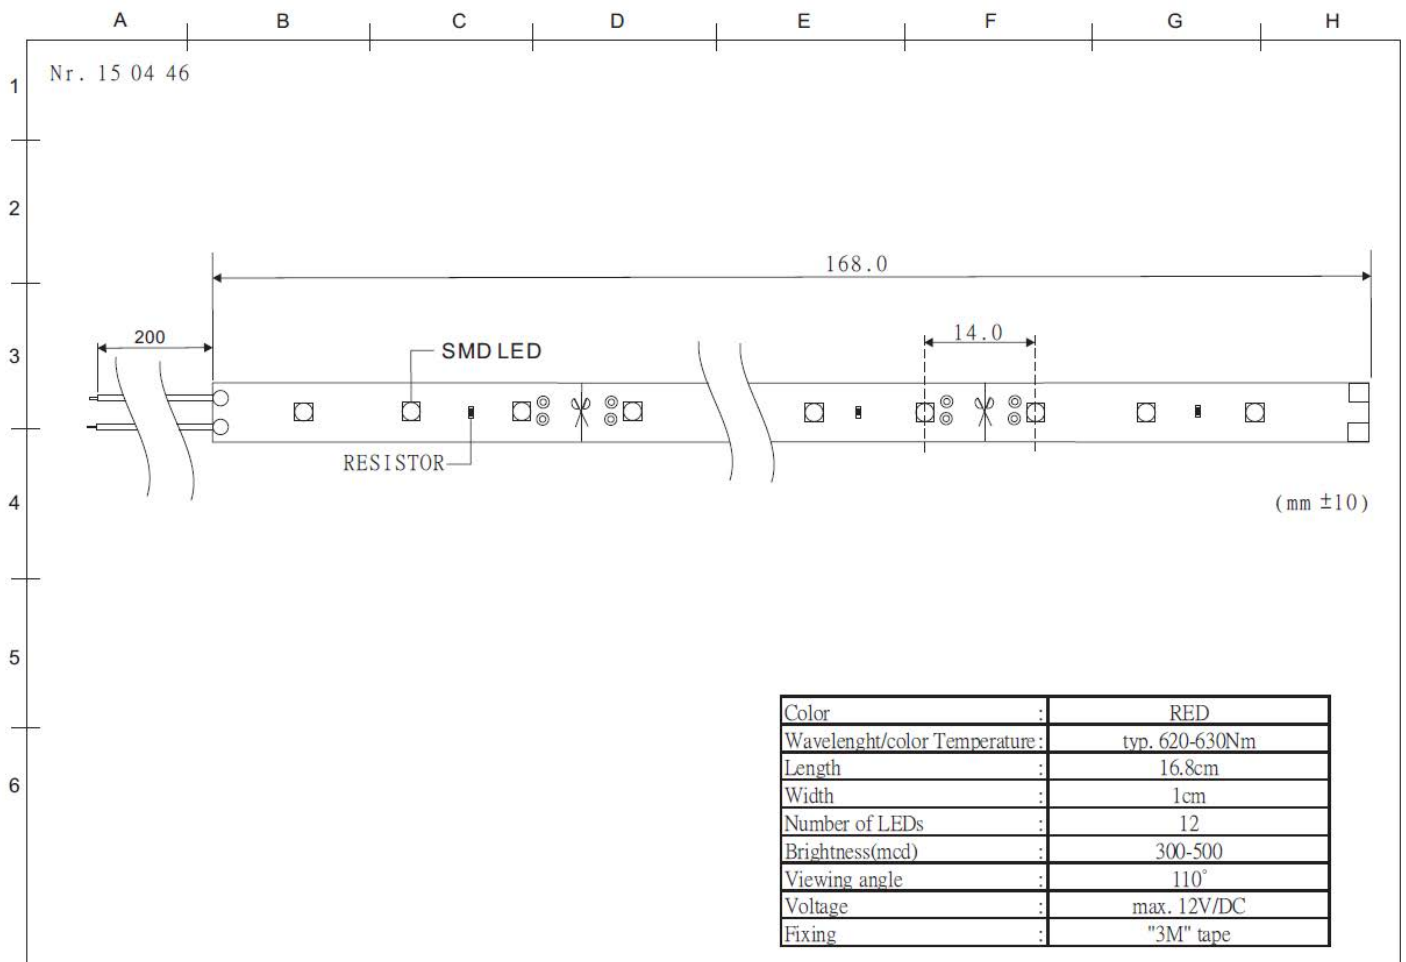 A B C D E F G H
1
Nr. 15 04 46
2
168.0
3
200
14.0
SMD LED
RESISTOR
4
(mm ±10)
5
Color : RED
Wavelenght/color Temperature: typ. 620-630Nm
Length : 16.8cm
6
Width : 1cm
Number of LEDs : 12
Brightness(mcd) : 300-500
Viewing angle : 110°
Voltage : max. 12V/DC
Fixing : "3M" tape